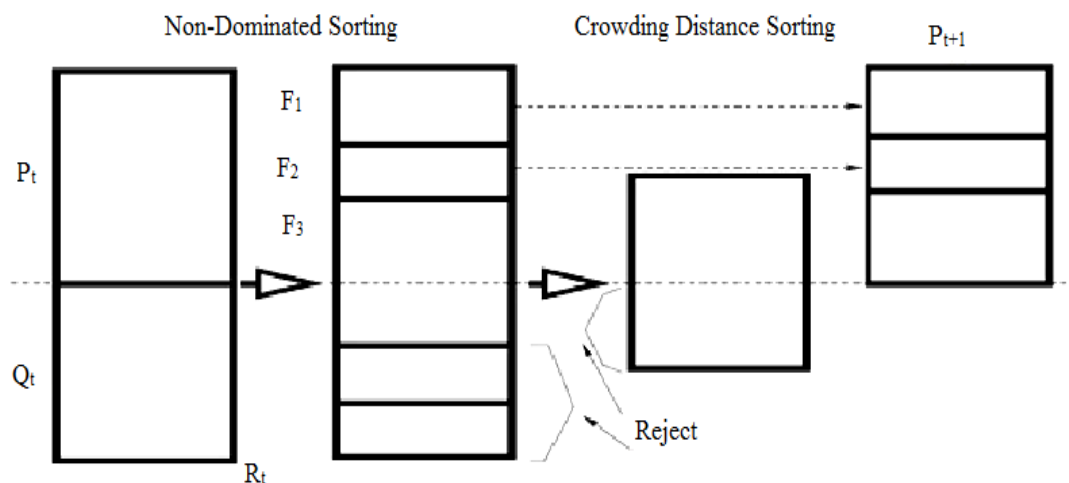 Non-Dominated Sorting
Crowding Distance Sorting
Pt+1
F1
Pt
F2
F3
Qt
Reject
Rt